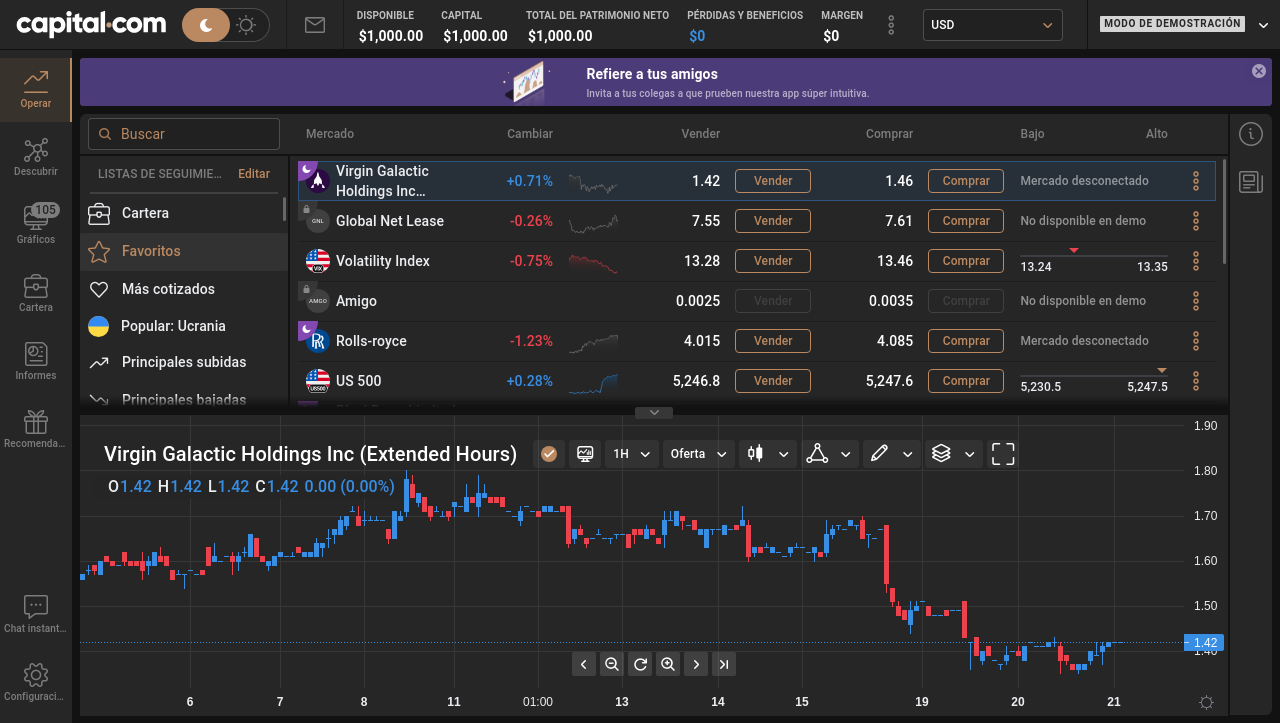 capital.com
DISPONIBLE
$1,000.00
CAPITAL
$1,000.00
TOTAL DEL PATRIMONIO NETO
$1,000.00
PÉRDIDAS Y BENEFICIOS
$0
MARGEN
$0
USD
MODO DE DEMOSTRACIÓN
Operar
Descubrir
105
Gráficos
Cartera
Informes
Recomenda...
Chat instant...
Configuraci...
Refiere a tus amigos
Invita a tus colegas a que prueben nuestra app súper intuitiva.
Buscar
LISTAS DE SEGUIMIE... Editar
Cartera
Favoritos
Más cotizados
Popular: Ucrania
Principales subidas
Principales bajadas
Mercado Cambiar Vender Comprar Bajo Alto
Virgin Galactic
Holdings Inc... +0.71% 1.42 Vender 1.46 Comprar Mercado desconectado
GNL Global Net Lease -0.26% 7.55 Vender 7.61 Comprar No disponible en demo
VIX Volatility Index -0.75% 13.28 Vender 13.46 Comprar 13.24 13.35
AMGO Amigo 0.0025 Vender 0.0035 Comprar No disponible en demo
Rolls-royce -1.23% 4.015 Vender 4.085 Comprar Mercado desconectado
US500 US 500 +0.28% 5,246.8 Vender 5,247.6 Comprar 5,230.5 5,247.5
Virgin Galactic Holdings Inc (Extended Hours)
1H
Oferta
O1.42 H1.42 L1.42 C1.42 0.00 (0.00%)
1.90
1.80
1.70
1.60
1.50
1.42
1.40
6 7 8 11 01:00 13 14 15 19 20 21